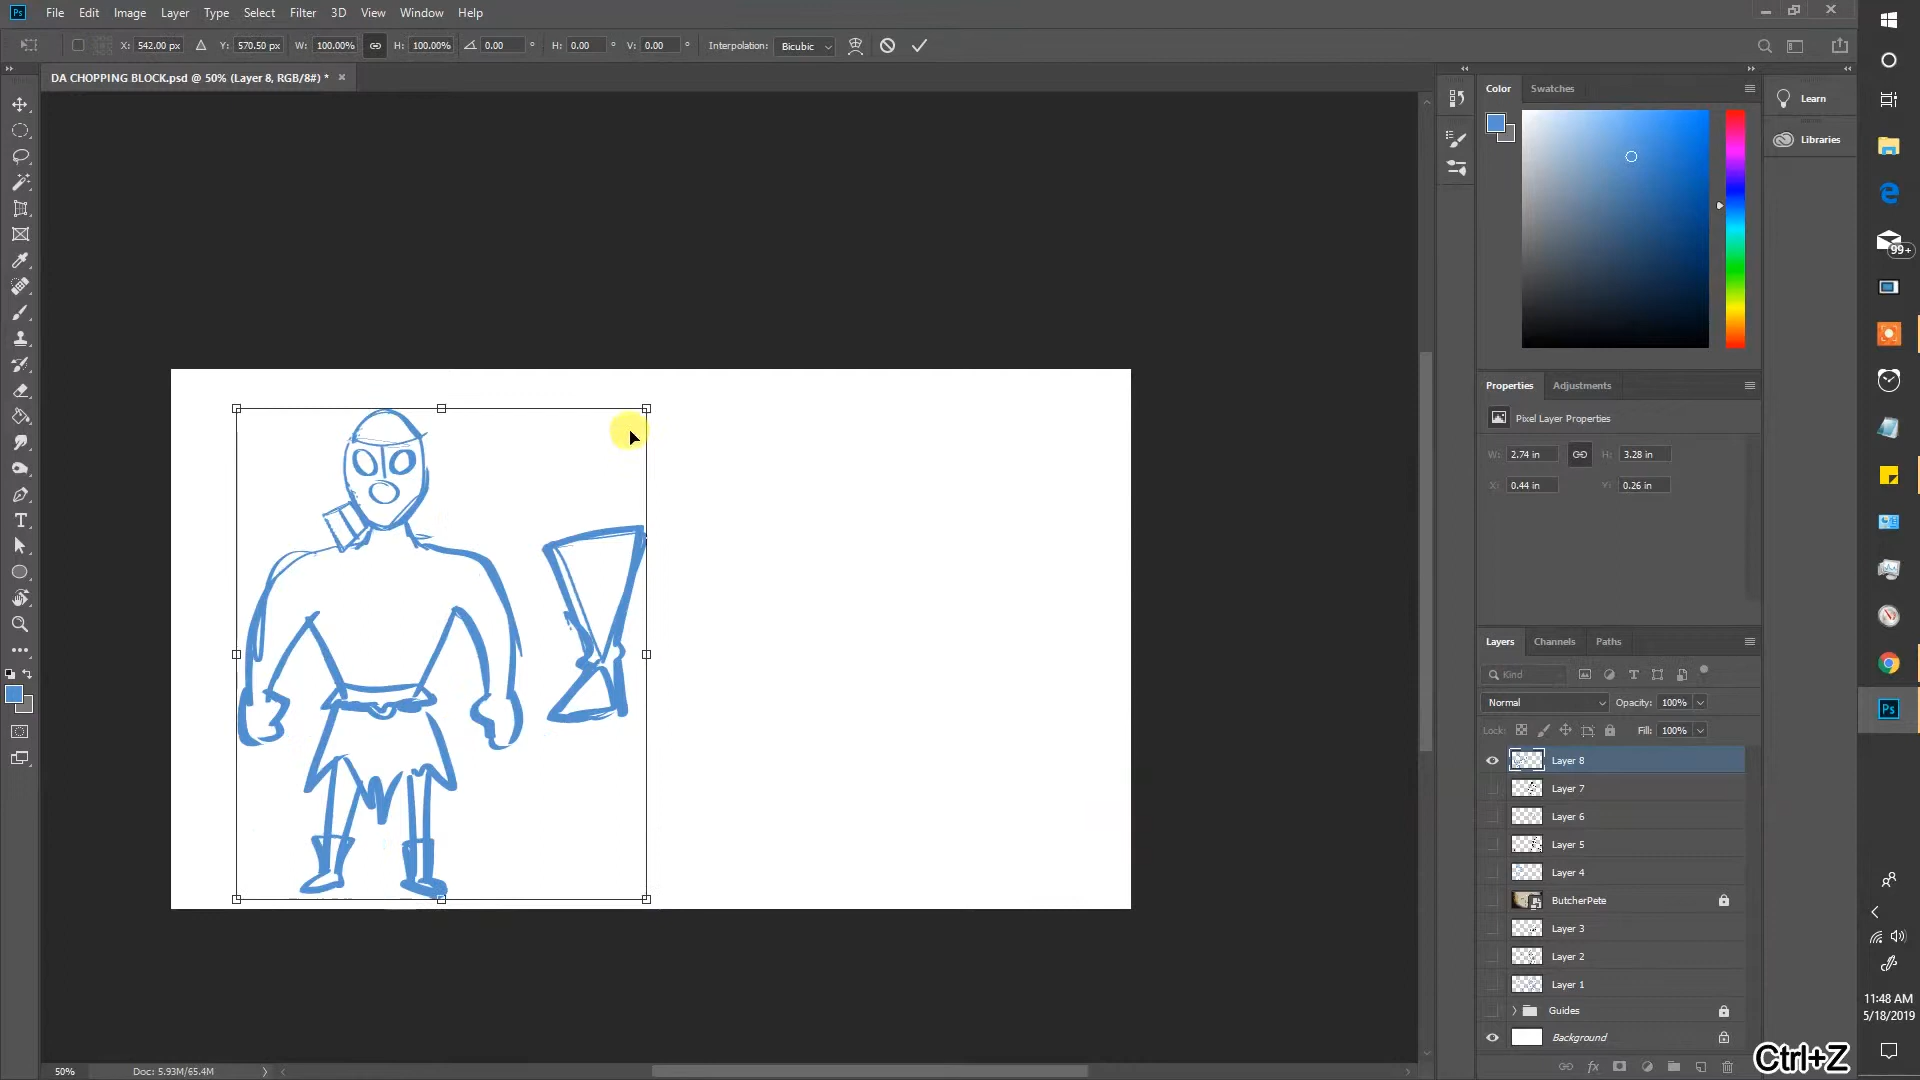 Ps File Edit Image Layer Type Select Filter 3D View Window Help
X: 542.00 px Y: 570.50 px W: 100.00% H: 100.00% 0.00 ° H: 0.00 ° V: 0.00 ° Interpolation: Bicubic
DA CHOPPING BLOCK.psd @ 50% (Layer 8, RGB/8#) * ×
Color Swatches
Learn
Libraries
99+
Properties Adjustments
Pixel Layer Properties
W: 2.74 in H: 3.28 in
X: 0.44 in Y: 0.26 in
Layers Channels Paths
Kind
Normal Opacity: 100%
Lock: Fill: 100%
Layer 8
Layer 7
Layer 6
Layer 5
Layer 4
ButcherPete
Layer 3
Layer 2
Layer 1
Guides
Background
Ps
11:48 AM
5/18/2019
50% Doc: 5.93M/65.4M
Ctrl+Z